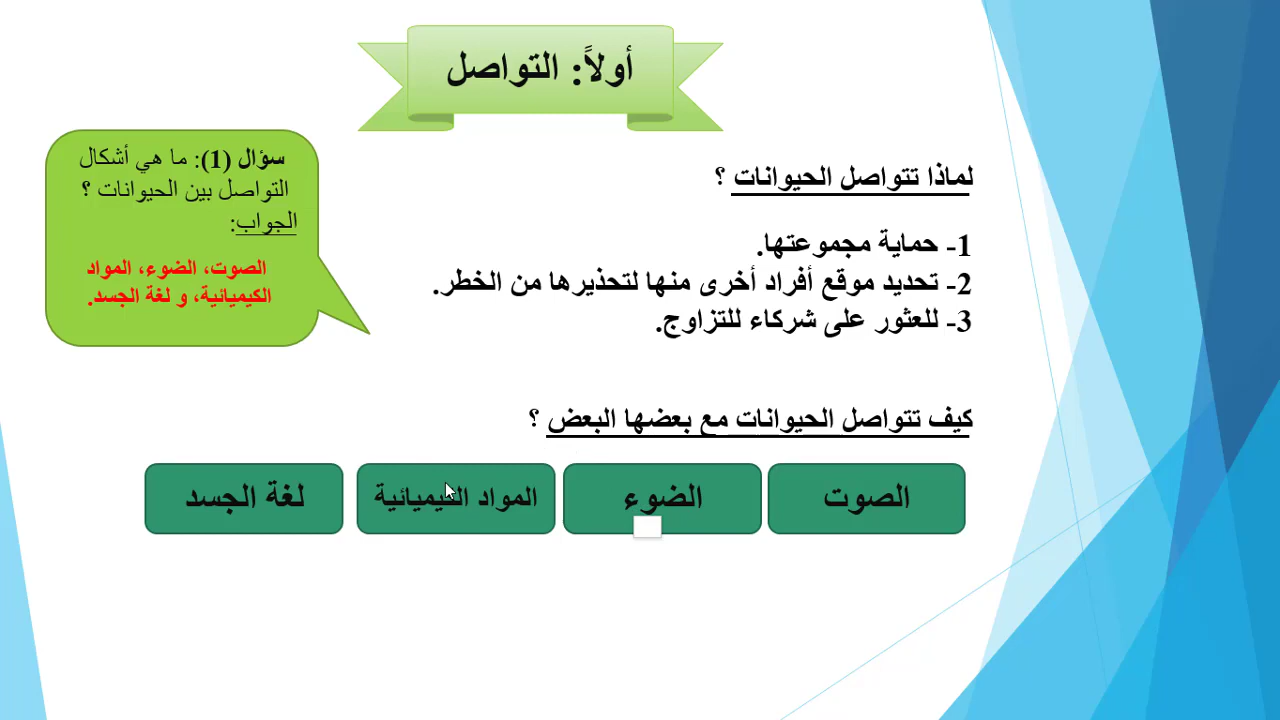 أولاً: التواصل
لماذا تتواصل الحيوانات ؟
1- حماية مجموعتها.
2- تحديد موقع أفراد أخرى منها لتحذيرها من الخطر.
3- للعثور على شركاء للتزاوج.
سؤال (1): ما هي أشكال
التواصل بين الحيوانات ؟
الجواب:
الصوت، الضوء، المواد
الكيميائية، و لغة الجسد.
كيف تتواصل الحيوانات مع بعضها البعض ؟
الصوت
الضوء
المواد الكيميائية
لغة الجسد